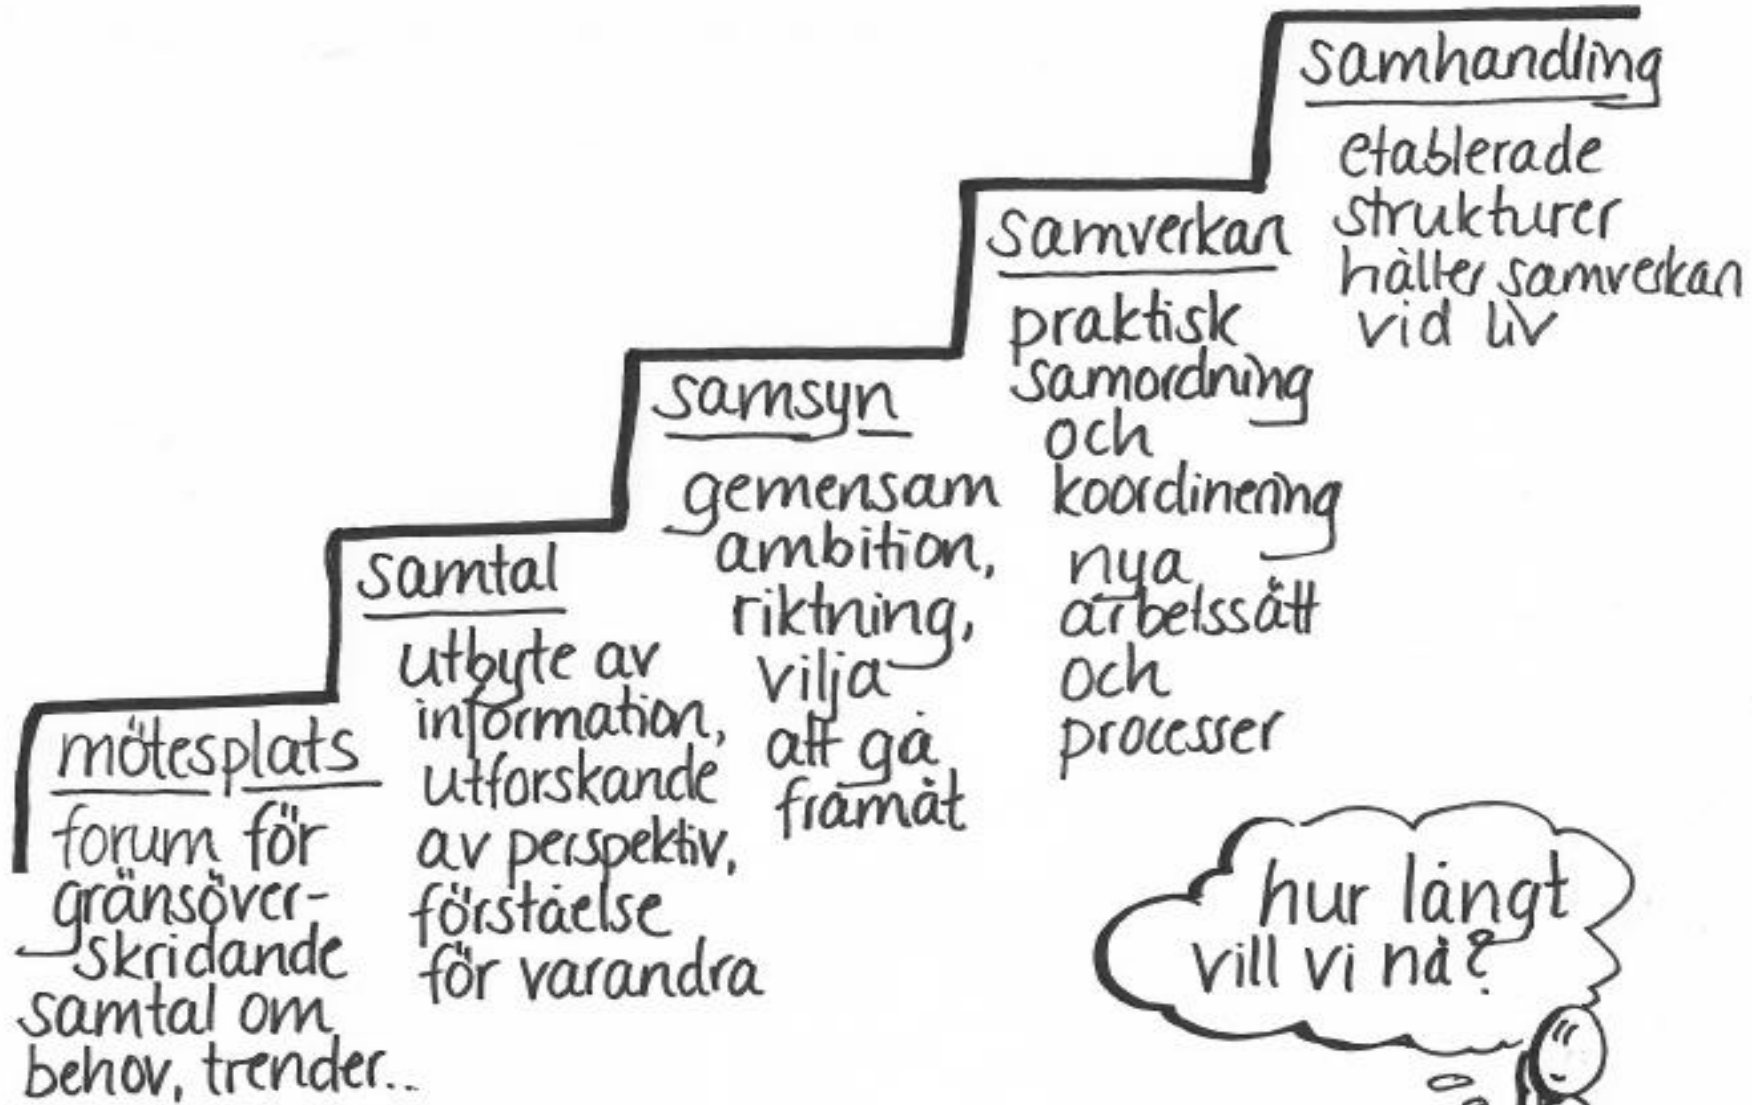 mötesplats
forum för
gränsöver-
skridande
samtal om
behov, trender..
samtal
utbyte av
information,
utforskande
av perspektiv,
förståelse
för varandra
samsyn
gemensam
ambition,
riktning,
vilja
att gå
framåt
samverkan
praktisk
samordning
och
koordinering
nya
arbelssätt
och
processer
samhandling
etablerade
strukturer
håller samverkan
vid liv
hur långt
vill vi nå?